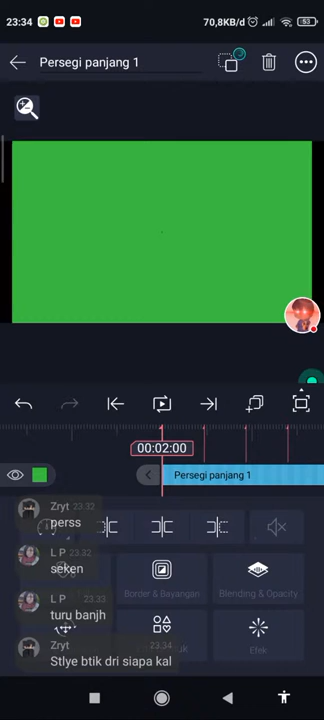 23:34
70,8KB/d
53
Persegi panjang 1
00:02:00
Persegi panjang 1
Zryt 23.32
perss
L P 23.32
seken
Border & Bayangan
Blending & Opacity
L P 23.33
turu banjh
Zryt 23.34
Stlye btik dri siapa kal
Efek